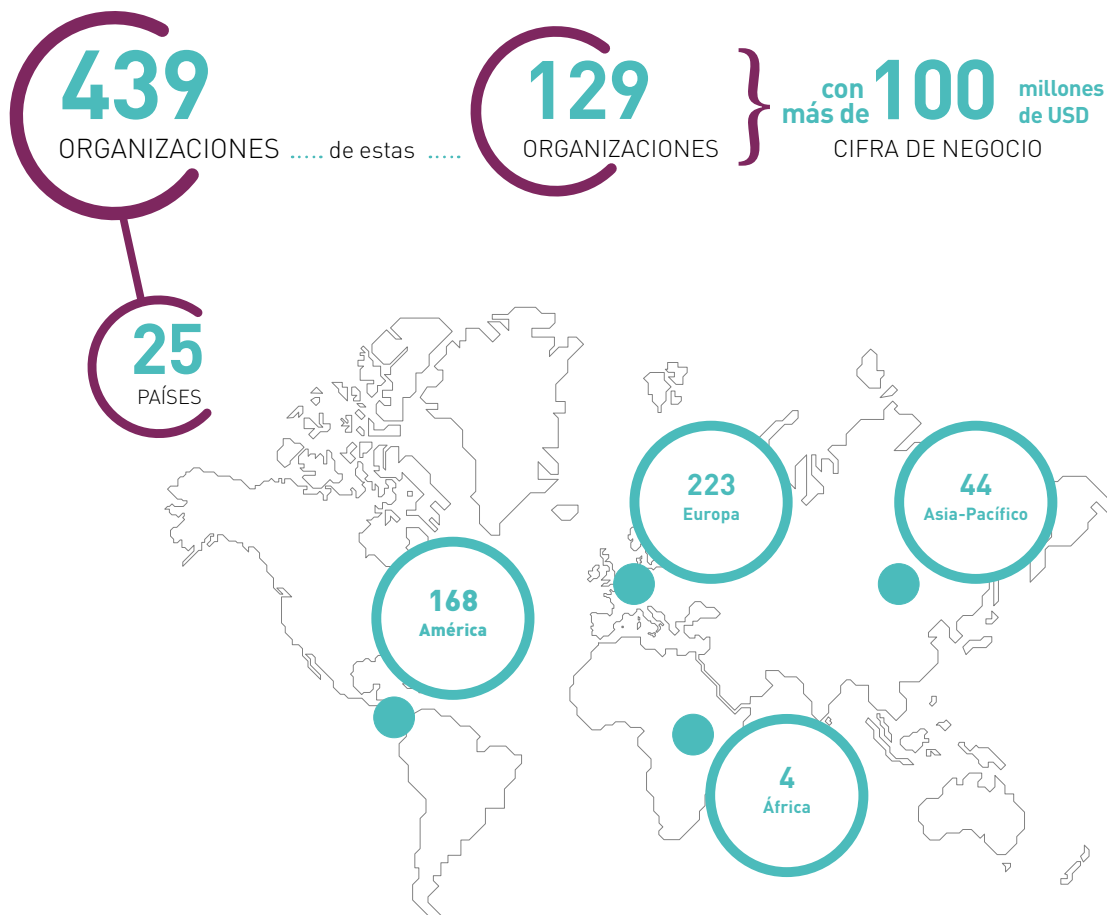 439
ORGANIZACIONES ..... de estas .....
129
ORGANIZACIONES
}
con más de 100 millones de USD
CIFRA DE NEGOCIO
25
PAÍSES
223
Europa
44
Asia-Pacífico
168
América
4
África